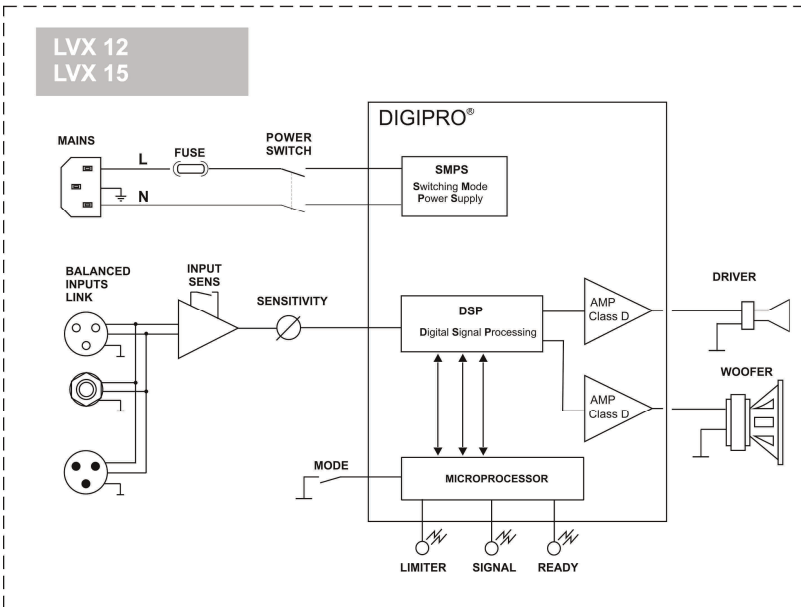 LVX 12
LVX 15
DIGIPRO®
MAINS
L
FUSE
POWER
SWITCH
N
SMPS
Switching Mode
Power Supply
BALANCED
INPUTS
LINK
INPUT
SENS
SENSITIVITY
DSP
Digital Signal Processing
AMP
Class D
DRIVER
AMP
Class D
WOOFER
MODE
MICROPROCESSOR
LIMITER
SIGNAL
READY